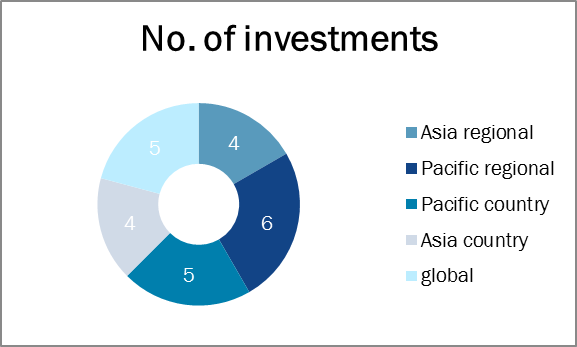 No. of investments
5
4
4
6
5
Asia regional
Pacific regional
Pacific country
Asia country
global